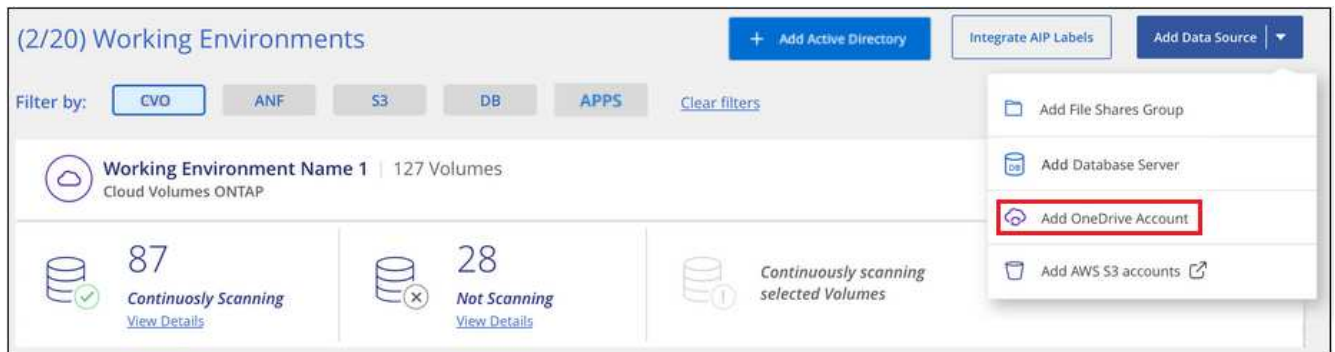 (2/20) Working Environments
+ Add Active Directory
Integrate AIP Labels
Add Data Source
Filter by:
CVO
ANF
S3
DB
APPS
Clear filters
Add File Shares Group
DB
Add Database Server
Add OneDrive Account
Add AWS S3 accounts
Working Environment Name 1 | 127 Volumes
Cloud Volumes ONTAP
87
Continuosly Scanning
View Details
28
Not Scanning
View Details
Continuously scanning
selected Volumes